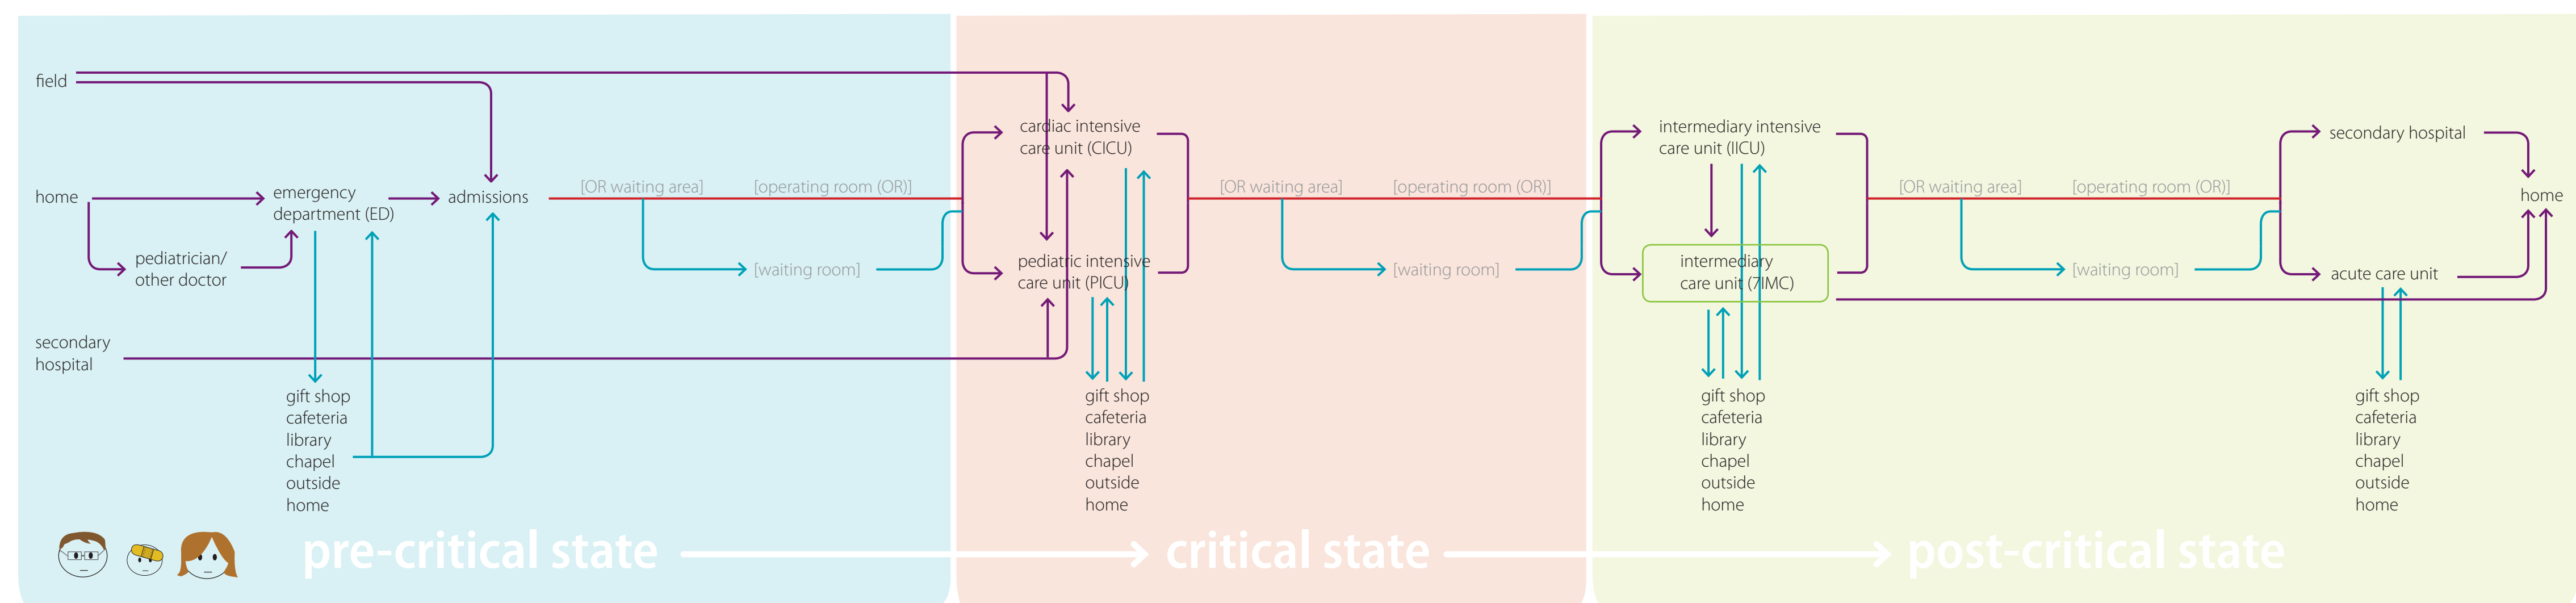 field
home
emergency
department (ED)
admissions
pediatrician/
other doctor
secondary
hospital
gift shop
cafeteria
library
chapel
outside
home
[OR waiting area]
[operating room (OR)]
[waiting room]
cardiac intensive
care unit (CICU)
pediatric intensive
care unit (PICU)
gift shop
cafeteria
library
chapel
outside
home
[OR waiting area]
[operating room (OR)]
[waiting room]
intermediary intensive
care unit (IICU)
intermediary
care unit (7IMC)
gift shop
cafeteria
library
chapel
outside
home
[OR waiting area]
[operating room (OR)]
[waiting room]
secondary hospital
home
acute care unit
gift shop
cafeteria
library
chapel
outside
home
pre-critical state
critical state
post-critical state